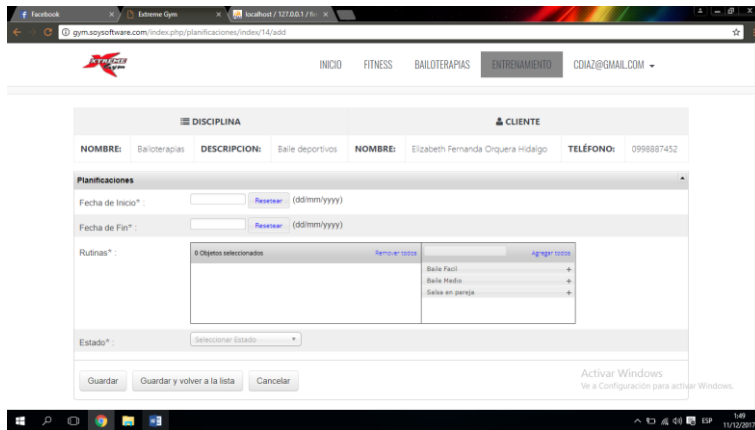 Facebook
Extreme Gym
localhost / 127.0.0.1 /
gym.soysoftware.com/index.php/planificaciones/index/14/add
XTREME
Gym
INICIO FITNESS BAILOTERAPIAS ENTRENAMIENTO CDIAZ@GMAIL.COM
DISCIPLINA CLIENTE
NOMBRE: Bailoterapias DESCRIPCION: Baile deportivos NOMBRE: Elizabeth Fernanda Orquera Hidalgo TELÉFONO: 0998887452
Planificaciones
Fecha de Inicio* : Resetear (dd/mm/yyyy)
Fecha de Fin* : Resetear (dd/mm/yyyy)
Rutinas* : 0 Objetos seleccionados Remover todos Agregar todos
Baile Facil +
Baile Medio +
Salsa en pareja +
Estado* : Seleccionar Estado
Guardar Guardar y volver a la lista Cancelar
Activar Windows
Ve a Configuración para activar Windows.
ESP 1:49